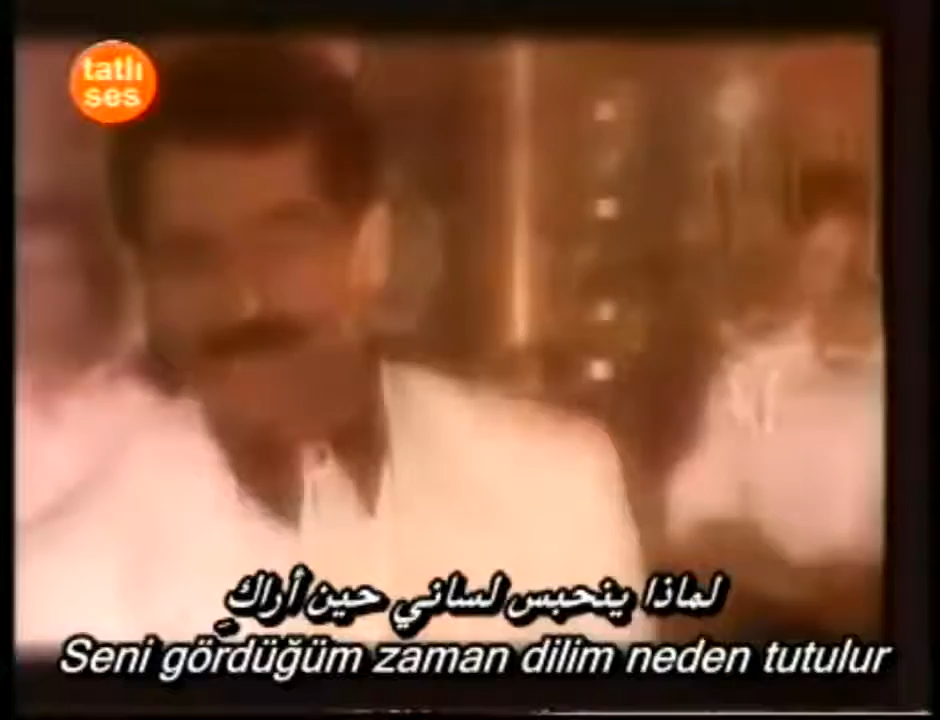 tatlı
ses
لماذا ينحبس لساني حين أراكِ
Seni gördüğüm zaman dilim neden tutulur